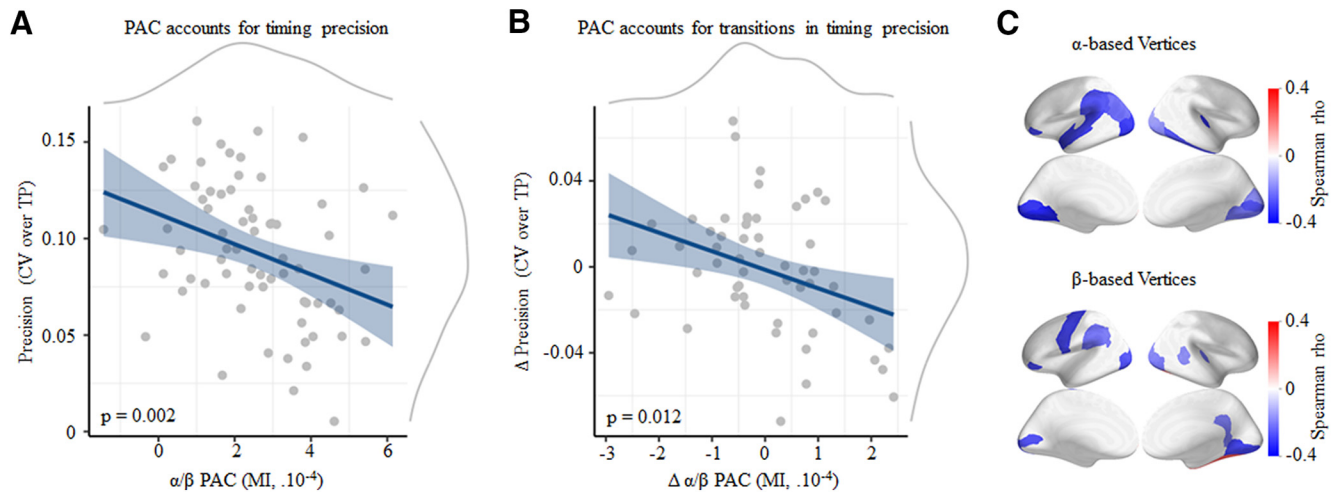 A
PAC accounts for timing precision
Precision (CV over TP)
0.15
0.10
0.05
0
p = 0.002
0 2 4 6
α/β PAC (MI, .10-4)
B
PAC accounts for transitions in timing precision
Δ Precision (CV over TP)
0.04
0
-0.04
p = 0.012
-3 -2 -1 0 1 2
Δ α/β PAC (MI, .10-4)
C
α-based Vertices
0.4
0
-0.4
Spearman rho
β-based Vertices
0.4
0
-0.4
Spearman rho